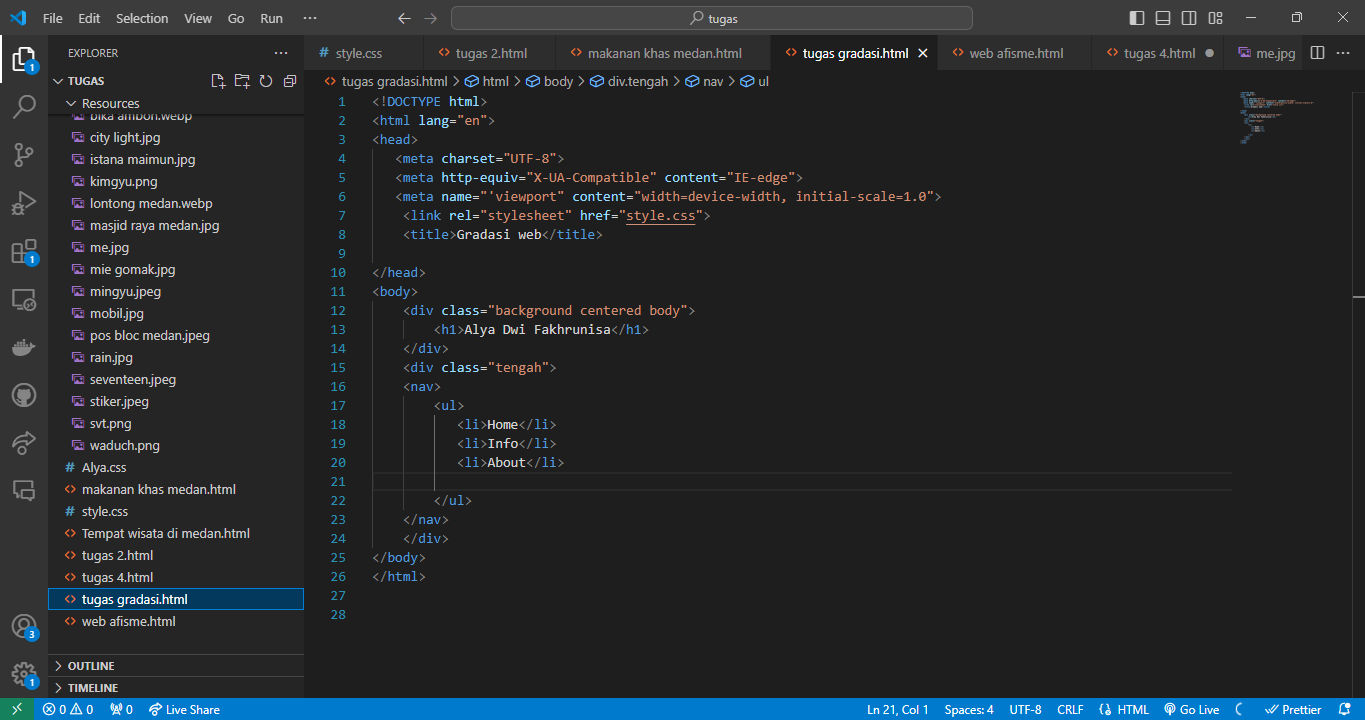 File Edit Selection View Go Run ··· tugas
EXPLORER ···
TUGAS
Resources
bika ambon.webp
city light.jpg
istana maimun.jpg
kimgyu.png
lontong medan.webp
masjid raya medan.jpg
me.jpg
mie gomak.jpg
mingyu.jpeg
mobil.jpg
pos bloc medan.jpeg
rain.jpg
seventeen.jpeg
stiker.jpeg
svt.png
waduch.png
# Alya.css
<> makanan khas medan.html
# style.css
<> Tempat wisata di medan.html
<> tugas 2.html
<> tugas 4.html
<> tugas gradasi.html
<> web afisme.html
OUTLINE
TIMELINE
1
1
3
1
# style.css <> tugas 2.html <> makanan khas medan.html <> tugas gradasi.html <> web afisme.html <> tugas 4.html me.jpg ···
<> tugas gradasi.html > html > body > div.tengah > nav > ul
1 <!DOCTYPE html>
2 <html lang="en">
3 <head>
4 <meta charset="UTF-8">
5 <meta http-equiv="X-UA-Compatible" content="IE-edge">
6 <meta name="'viewport" content="width=device-width, initial-scale=1.0">
7 <link rel="stylesheet" href="style.css">
8 <title>Gradasi web</title>
9
10 </head>
11 <body>
12 <div class="background centered body">
13 <h1>Alya Dwi Fakhrunisa</h1>
14 </div>
15 <div class="tengah">
16 <nav>
17 <ul>
18 <li>Home</li>
19 <li>Info</li>
20 <li>About</li>
21
22 </ul>
23 </nav>
24 </div>
25 </body>
26 </html>
27
28
0 0 0 Live Share Ln 21, Col 1 Spaces: 4 UTF-8 CRLF HTML Go Live Prettier